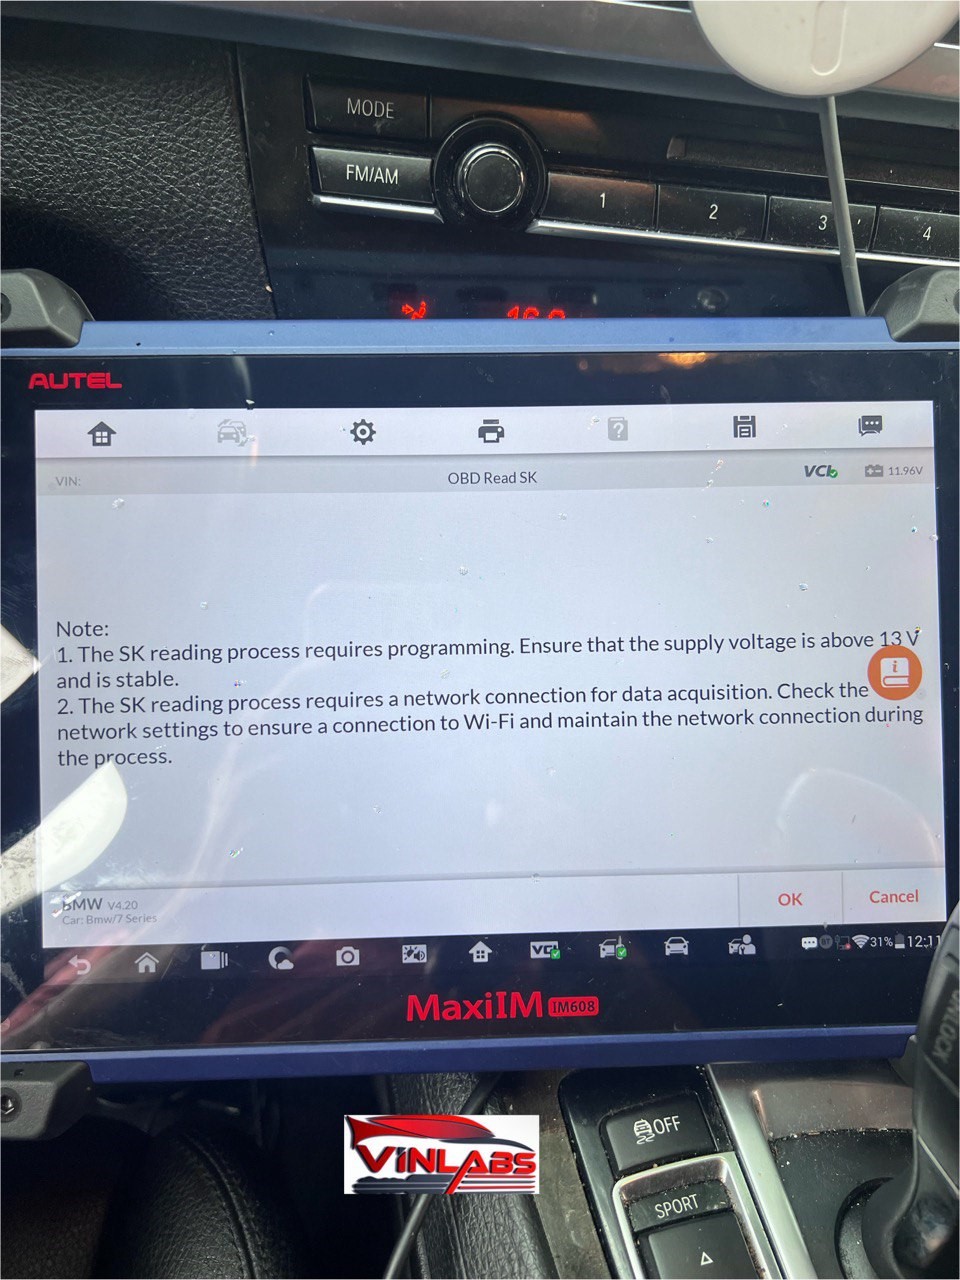 MODE
FM/AM
1
2
3
4
AUTEL
VIN:
OBD Read SK
VCI
11.96V
Note:
1. The SK reading process requires programming. Ensure that the supply voltage is above 13 V
and is stable.
2. The SK reading process requires a network connection for data acquisition. Check the
network settings to ensure a connection to Wi-Fi and maintain the network connection during
the process.
BMW V4.20
Car: Bmw/7 Series
OK
Cancel
VCI
31%
12:11
MaxiIM IM608
VINLABS
OFF
SPORT
UNLOCK